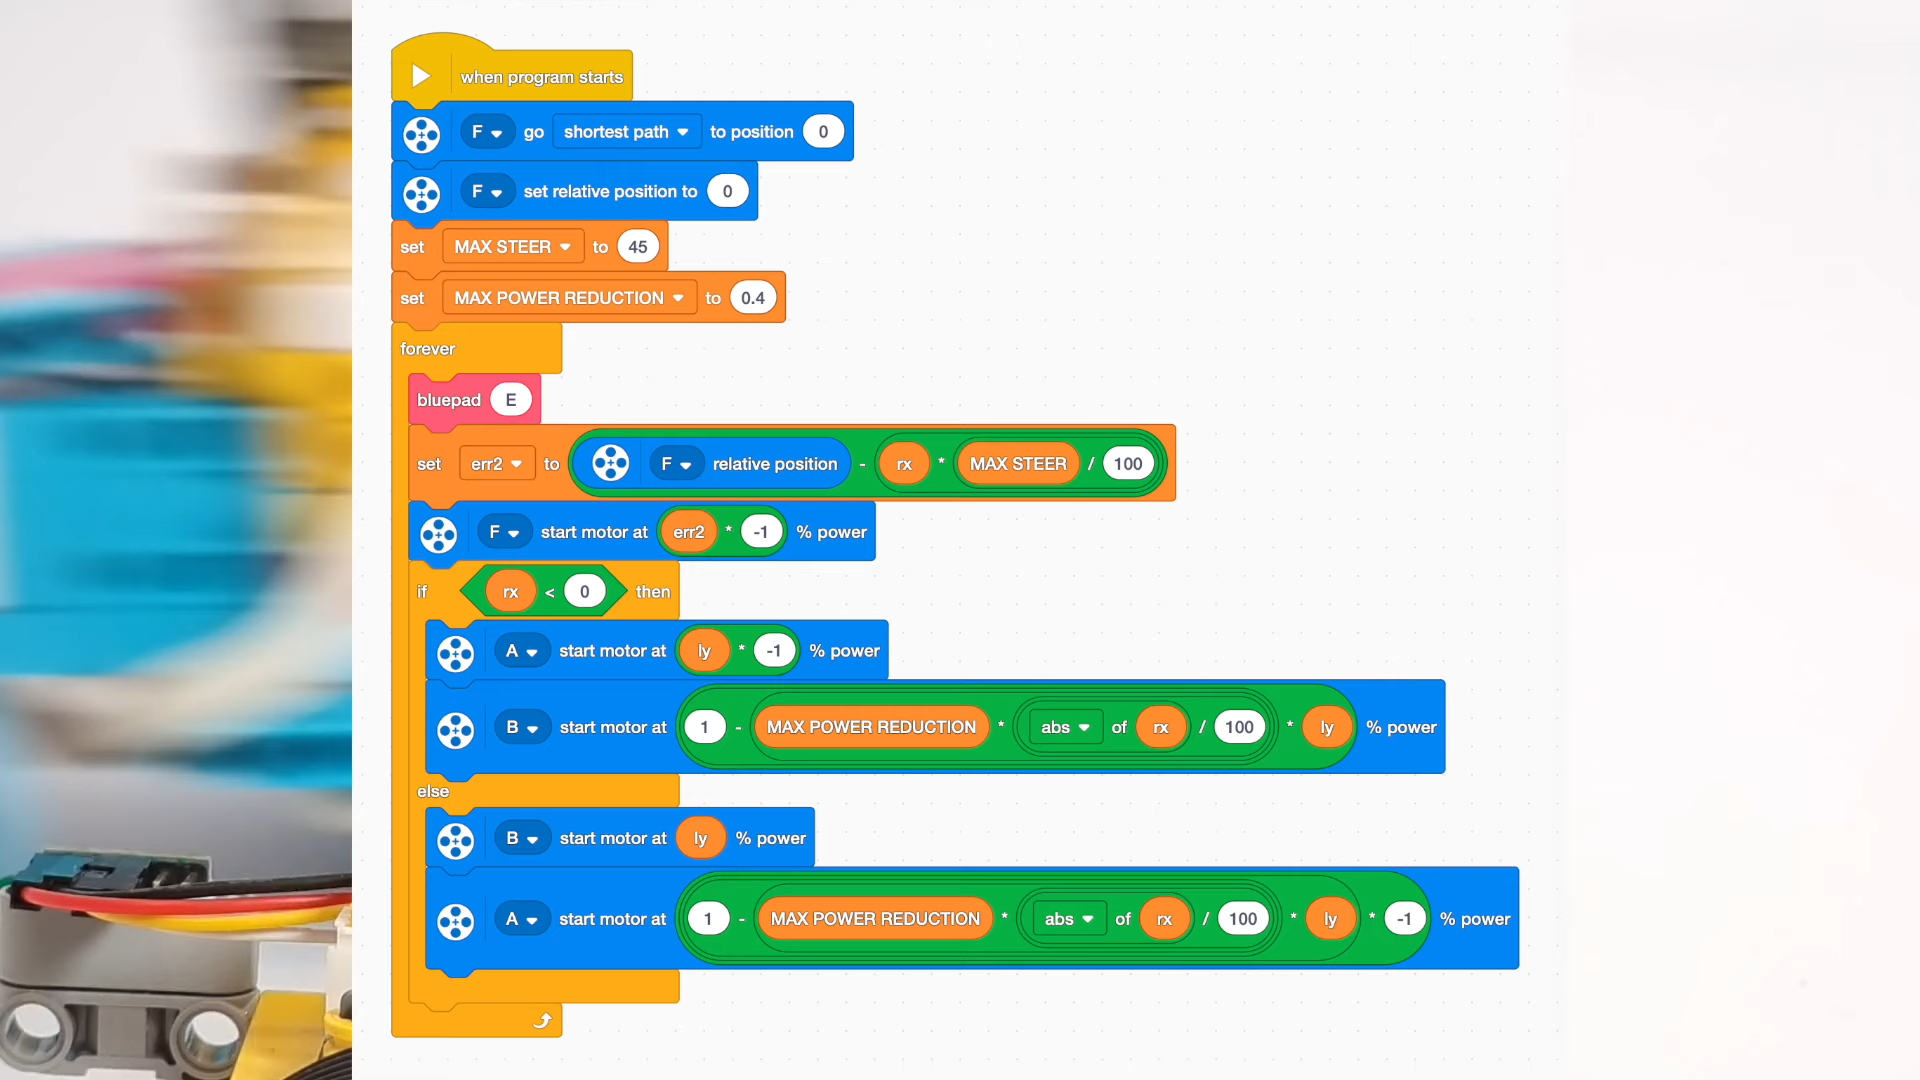 when program starts
F go shortest path to position 0
F set relative position to 0
set MAX STEER to 45
set MAX POWER REDUCTION to 0.4
forever
bluepad E
set err2 to F relative position - rx * MAX STEER / 100
F start motor at err2 * -1 % power
if rx < 0 then
A start motor at ly * -1 % power
B start motor at 1 - MAX POWER REDUCTION * abs of rx / 100 * ly % power
else
B start motor at ly % power
A start motor at 1 - MAX POWER REDUCTION * abs of rx / 100 * ly * -1 % power